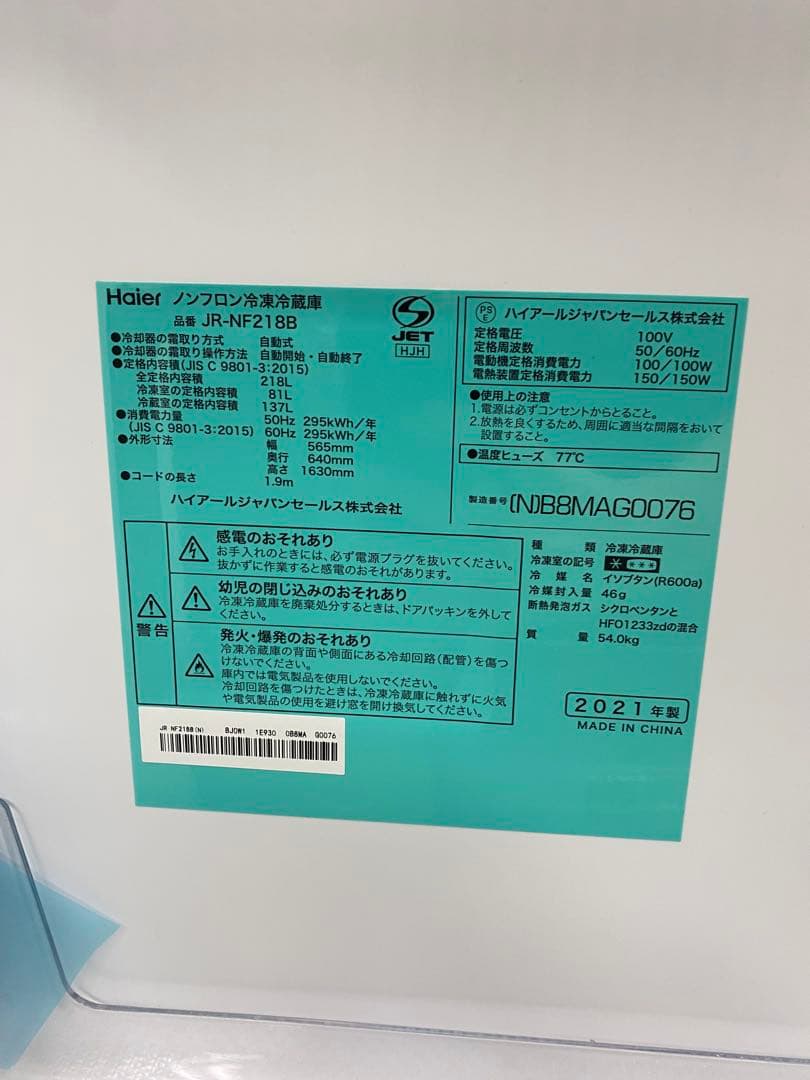 Haier ノンフロン冷凍冷蔵庫
品番 JR-NF218B
●冷却器の霜取り方式 自動式
●冷却器の霜取り操作方法 自動開始・自動終了
●定格内容積(JIS C 9801-3:2015)
全定格内容積 218L
冷凍室の定格内容積 81L
冷蔵室の定格内容積 137L
●消費電力量 50Hz 295kWh/年
(JIS C 9801-3:2015) 60Hz 295kWh/年
●外形寸法 幅 565mm
奥行 640mm
高さ 1630mm
●コードの長さ 1.9m
ハイアールジャパンセールス株式会社
S
JET
HJH
PS
E
ハイアールジャパンセールス株式会社
定格電圧 100V
定格周波数 50/60Hz
電動機定格消費電力 100/100W
電熱装置定格消費電力 150/150W
●使用上の注意
1.電源は必ずコンセントからとること。
2.放熱を良くするため、周囲に適当な間隔をおいて
設置すること。
●温度ヒューズ 77℃
製造番号 (N)B8MAG0076
警告
感電のおそれあり
お手入れのときには、必ず電源プラグを抜いてください。
抜かずに作業すると感電のおそれがあります。
幼児の閉じ込みのおそれあり
冷凍冷蔵庫を廃棄処分するときは、ドアパッキンを外して
ください。
発火・爆発のおそれあり
冷凍冷蔵庫の背面や側面にある冷却回路(配管)を傷つ
けないでください。
庫内では電気製品を使用しないでください。
冷却回路を傷つけたときは、冷凍冷蔵庫に触れずに火気
や電気製品の使用を避け窓を開け換気してください。
種類 冷凍冷蔵庫
冷凍室の記号 * ***
冷媒名 イソブタン(R600a)
冷媒封入量 46g
断熱発泡ガス シクロペンタンと
HFO1233zdの混合
質量 54.0kg
2021年製
MADE IN CHINA
JR-NF218B(N) BJ0W1 1E930 0B8MA G0076